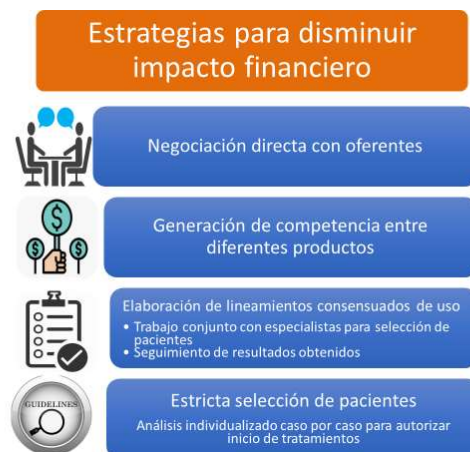 Estrategias para disminuir
impacto financiero
Negociación directa con oferentes
$
$
$
Generación de competencia entre
diferentes productos
Elaboración de lineamientos consensuados de uso
• Trabajo conjunto con especialistas para selección de
pacientes
• Seguimiento de resultados obtenidos
GUIDELINES
Estricta selección de pacientes
Análisis individualizado caso por caso para autorizar
inicio de tratamientos